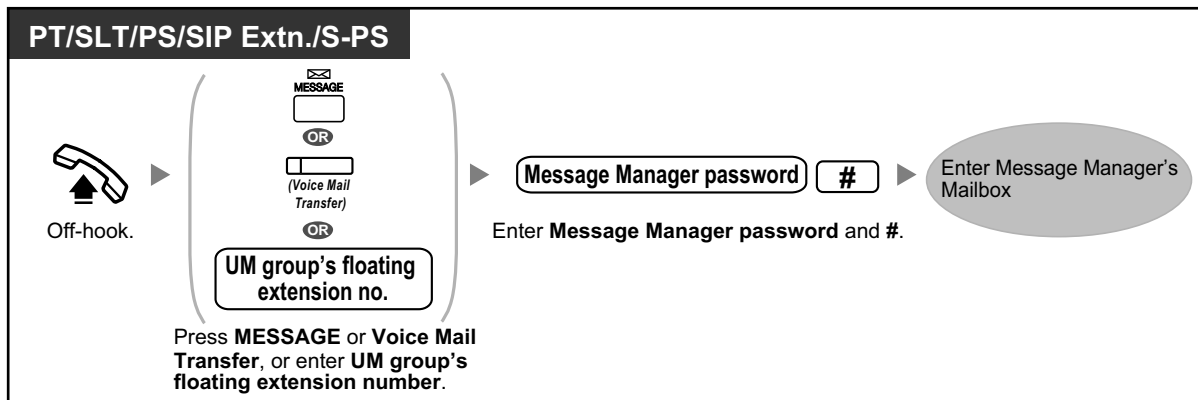 PT/SLT/PS/SIP Extn./S-PS
MESSAGE
OR
(Voice Mail
Transfer)
OR
UM group’s floating
extension no.
Off-hook.
Press MESSAGE or Voice Mail
Transfer, or enter UM group’s
floating extension number.
Message Manager password #
Enter Message Manager password and #.
Enter Message Manager’s
Mailbox